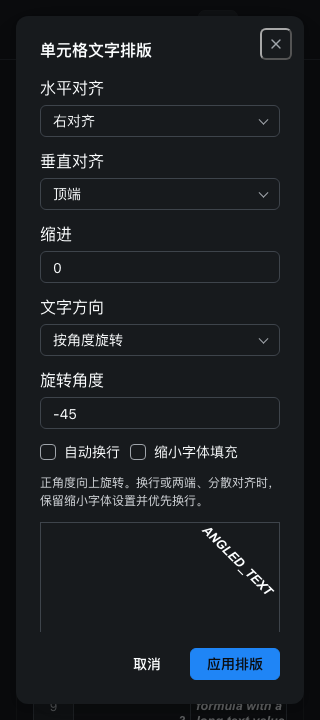 单元格文字排版
水平对齐
右对齐
垂直对齐
顶端
缩进
0
文字方向
按角度旋转
旋转角度
-45
自动换行 缩小字体填充
正角度向上旋转。换行或两端、分散对齐时，
保留缩小字体设置并优先换行。
ANGLED_TEXT
取消 应用排版
9
formula with a
2 long text value